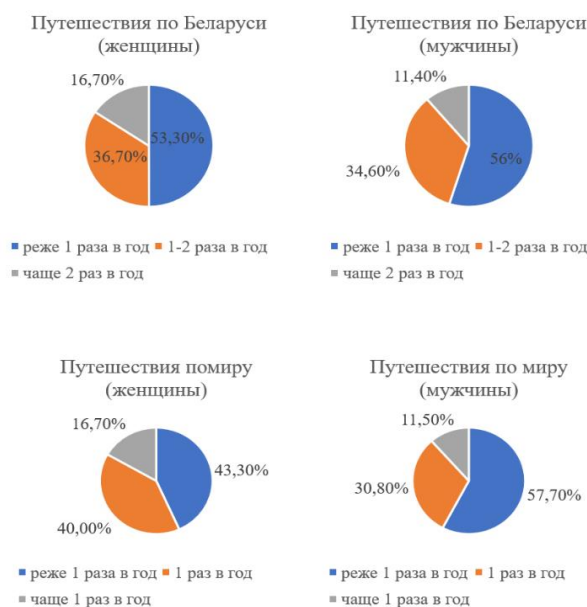 Путешествия по Беларуси
(женщины)
16,70%
53,30%
36,70%
реже 1 раза в год 1-2 раза в год
чаще 2 раз в год
Путешествия по Беларуси
(мужчины)
11,40%
56%
34,60%
реже 1 раза в год 1-2 раза в год
чаще 2 раз в год
Путешествия помиру
(женщины)
16,70%
43,30%
40,00%
реже 1 раза в год 1 раз в год
чаще 1 раз в год
Путешествия по миру
(мужчины)
11,50%
30,80%
57,70%
реже 1 раза в год 1 раз в год
чаще 1 раза в год